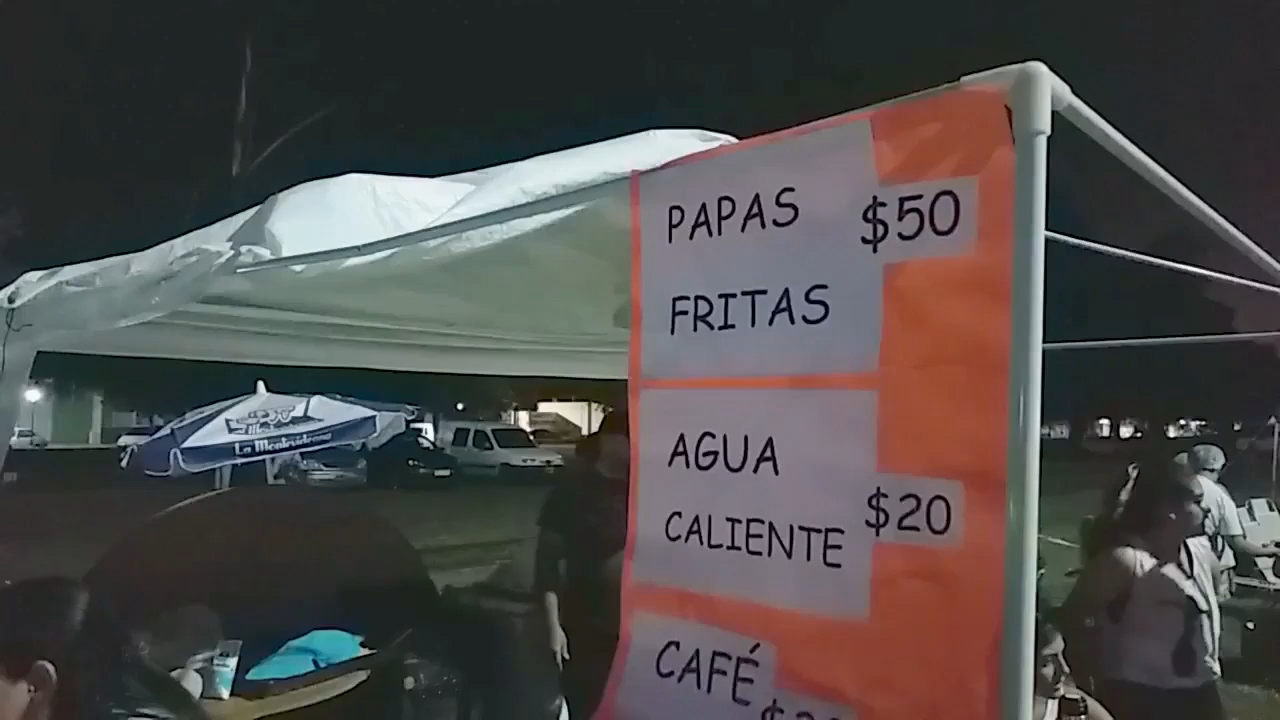 PAPAS $50
FRITAS
AGUA
CALIENTE $20
CAFÉ
La Montevideana